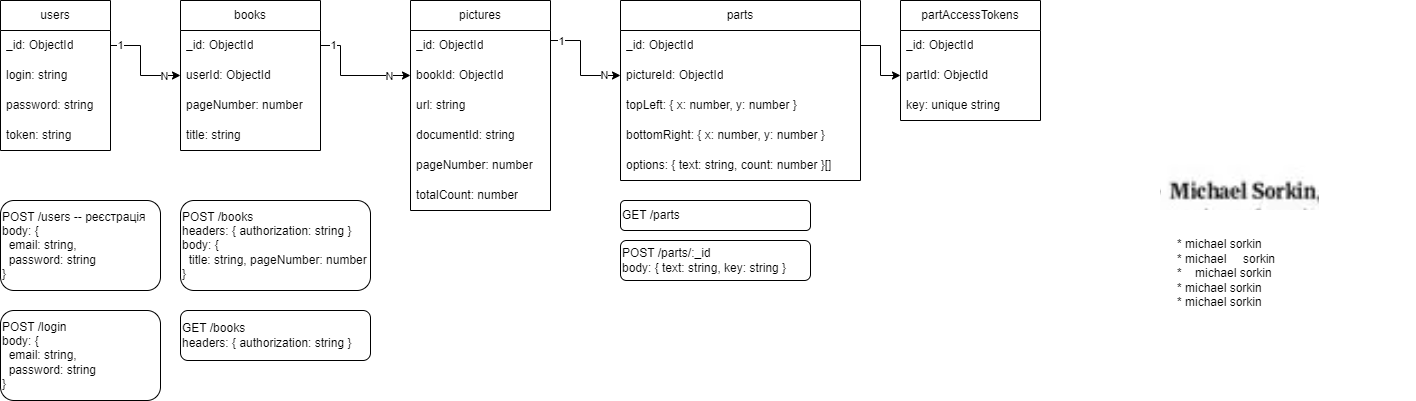 users
_id: ObjectId
login: string
password: string
token: string
1
N
books
_id: ObjectId
userId: ObjectId
pageNumber: number
title: string
1
N
pictures
_id: ObjectId
bookId: ObjectId
url: string
documentId: string
pageNumber: number
totalCount: number
1
N
parts
_id: ObjectId
pictureId: ObjectId
topLeft: { x: number, y: number }
bottomRight: { x: number, y: number }
options: { text: string, count: number }[]
partAccessTokens
_id: ObjectId
partId: ObjectId
key: unique string
POST /users -- реєстрація
body: {
email: string,
password: string
}
POST /books
headers: { authorization: string }
body: {
title: string, pageNumber: number
}
GET /parts
POST /parts/:_id
body: { text: string, key: string }
POST /login
body: {
email: string,
password: string
}
GET /books
headers: { authorization: string }
Michael Sorkin,
* michael sorkin
* michael     sorkin
*    michael sorkin
* michael sorkin
* michael sorkin